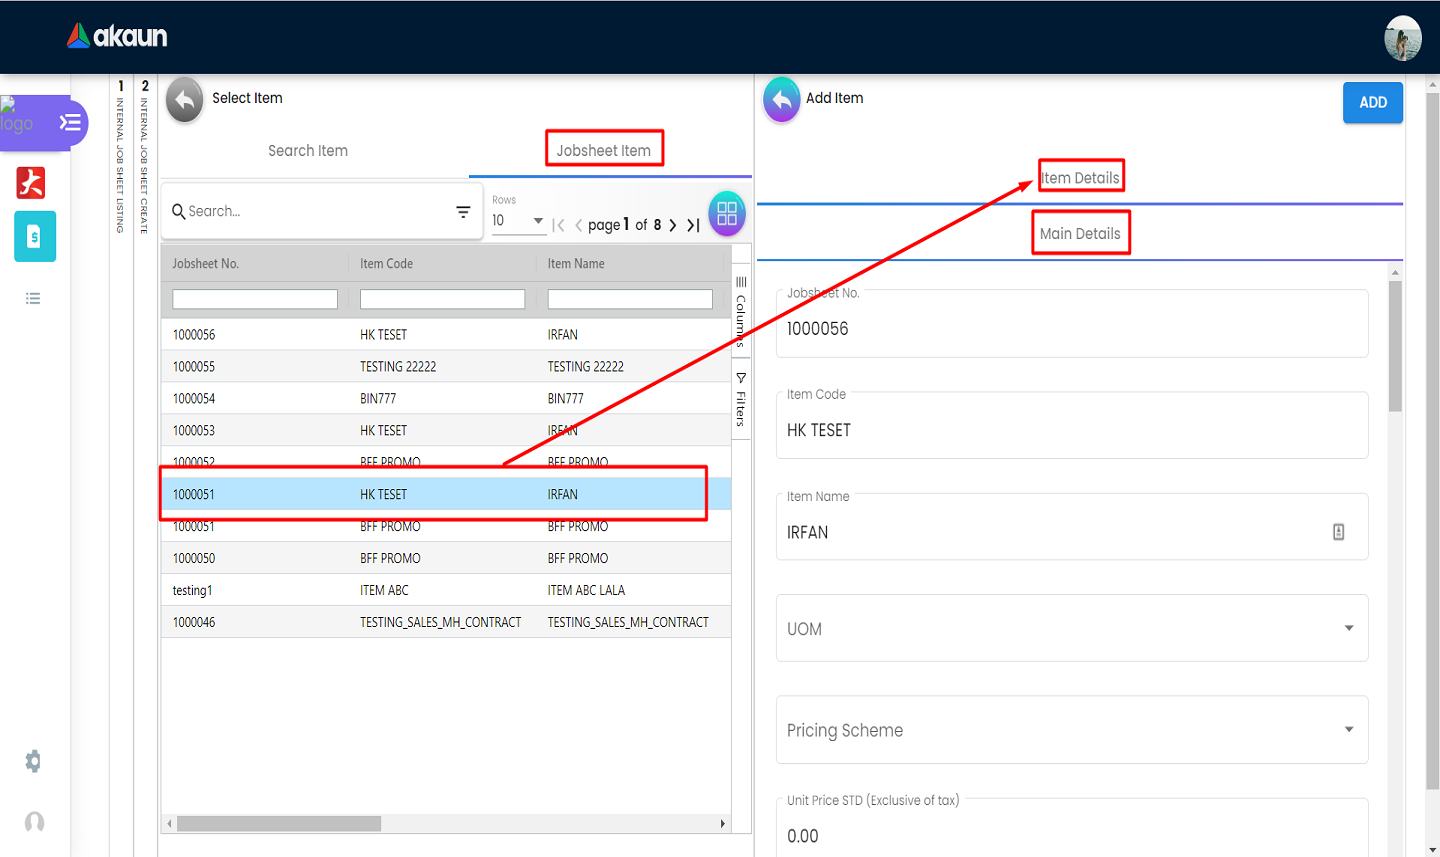 akaun
logo
1 INTERNAL JOB SHEET LISTING
2 INTERNAL JOB SHEET CREATE
Select Item
Search Item
Jobsheet Item
Search...
Rows
10
page 1 of 8
Jobsheet No. Item Code Item Name
1000056 HK TESET IRFAN
1000055 TESTING 22222 TESTING 22222
1000054 BIN777 BIN777
1000053 HK TESET IRFAN
1000052 BFF PROMO BFF PROMO
1000051 HK TESET IRFAN
1000051 BFF PROMO BFF PROMO
1000050 BFF PROMO BFF PROMO
testing1 ITEM ABC ITEM ABC LALA
1000046 TESTING_SALES_MH_CONTRACT TESTING_SALES_MH_CONTRACT
Columns
Filters
Add Item
ADD
Item Details
Main Details
Jobsheet No.
1000056
Item Code
HK TESET
Item Name
IRFAN
UOM
Pricing Scheme
Unit Price STD (Exclusive of tax)
0.00